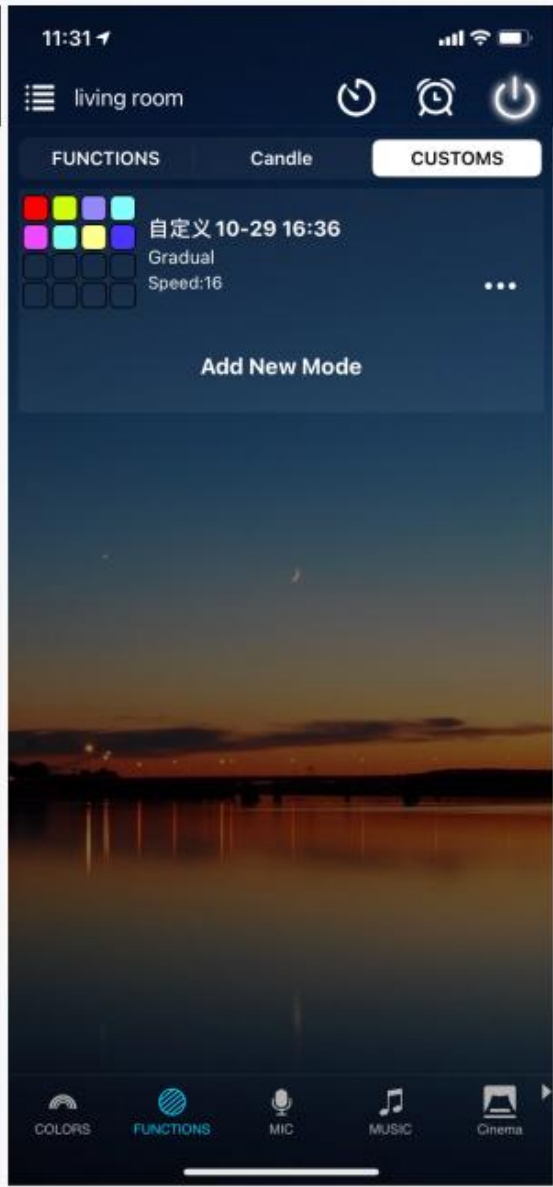 11:31
living room
FUNCTIONS Candle CUSTOMS
自定义 10-29 16:36
Gradual
Speed:16
Add New Mode
COLORS FUNCTIONS MIC MUSIC Cinema